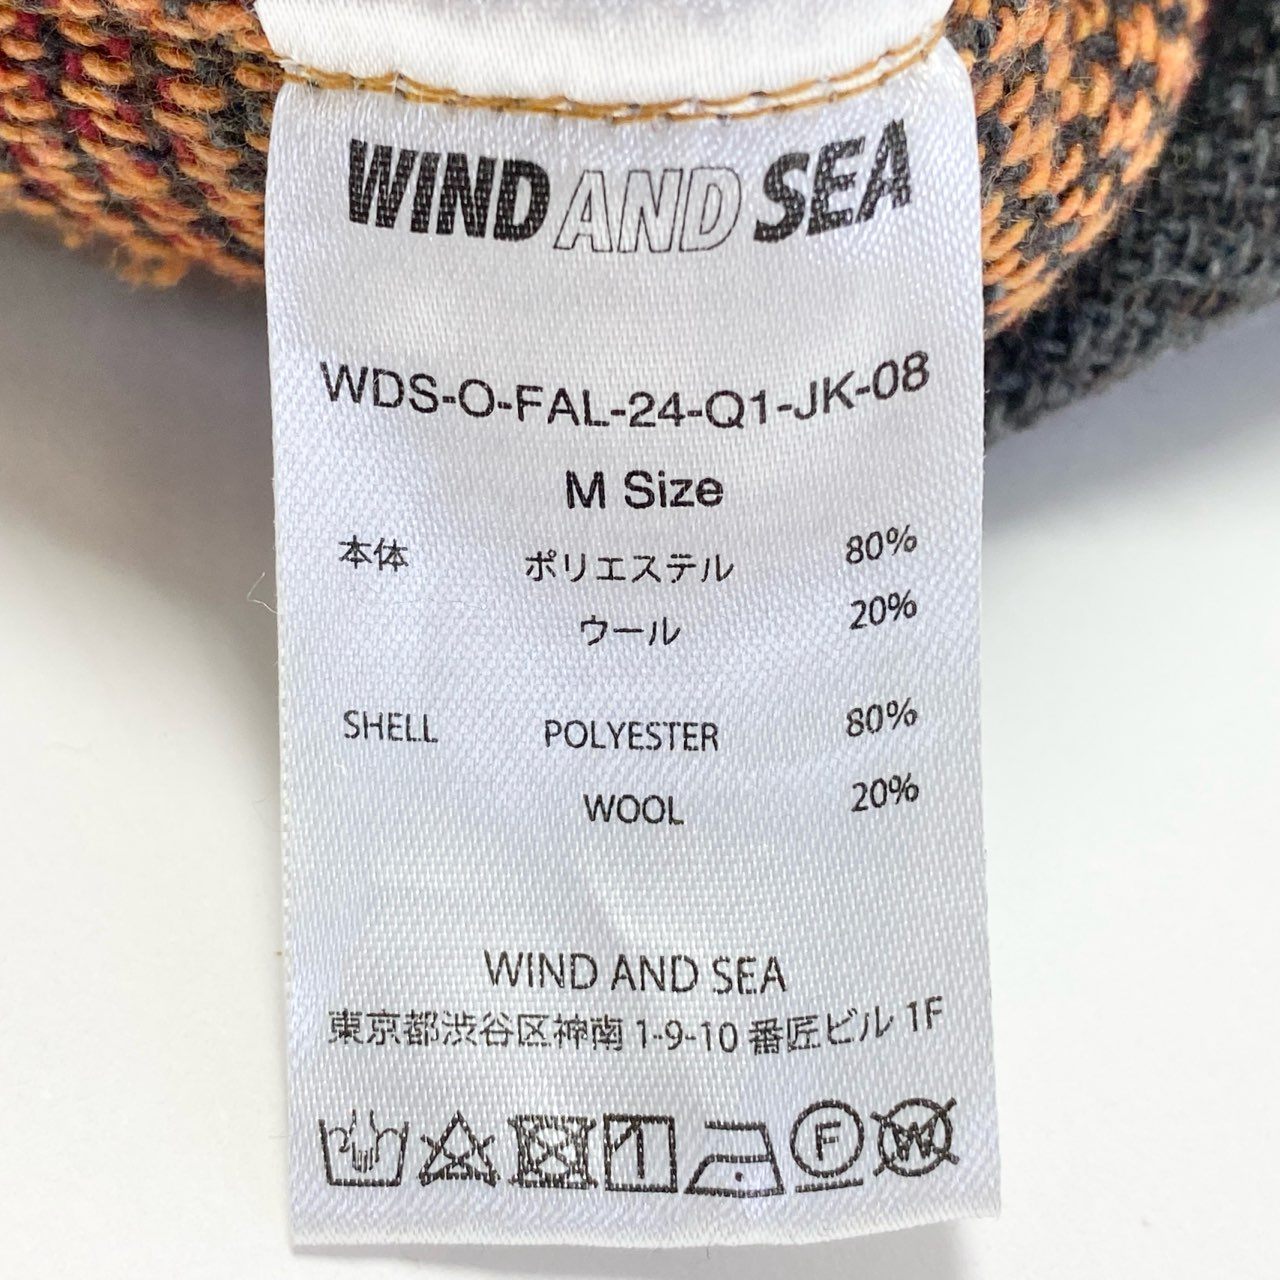 WIND AND SEA
WDS-O-FAL-24-Q1-JK-08
M Size
本体 ポリエステル 80%
ウール 20%
SHELL POLYESTER 80%
WOOL 20%
WIND AND SEA
東京都渋谷区神南 1-9-10 番匠ビル 1F
F W